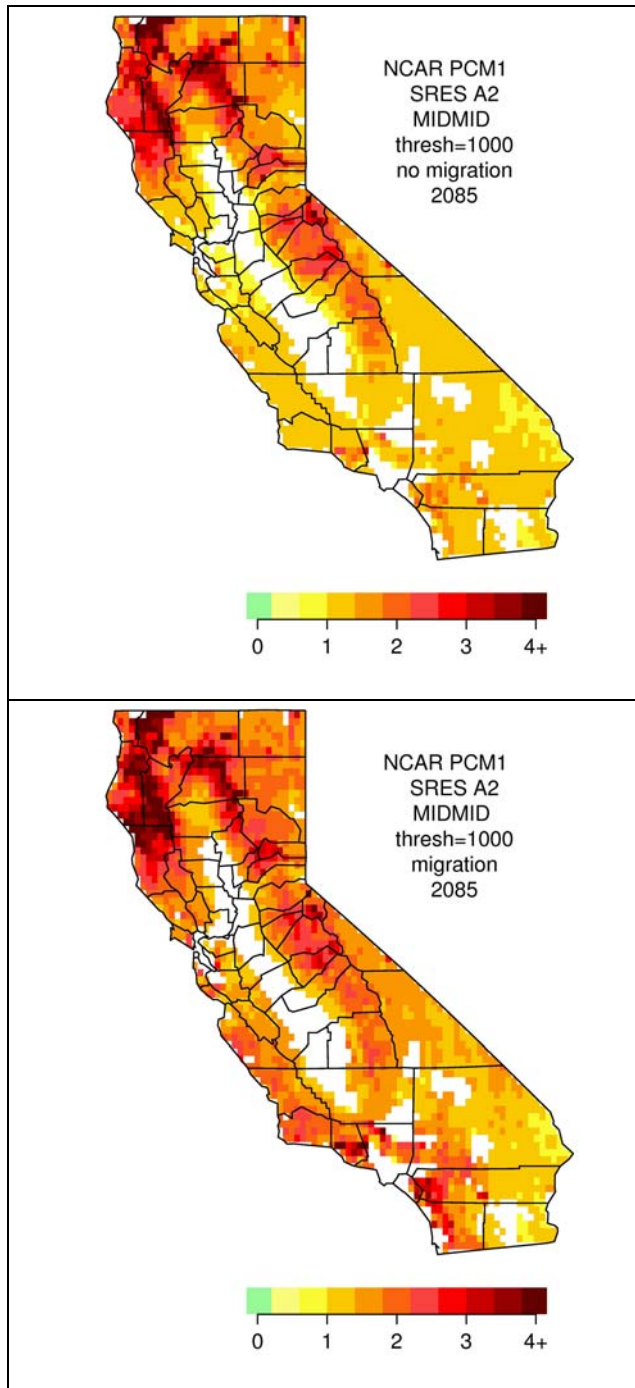 NCAR PCM1
SRES A2
MIDMID
thresh=1000
no migration
2085
0 1 2 3 4+
NCAR PCM1
SRES A2
MIDMID
thresh=1000
migration
2085
0 1 2 3 4+